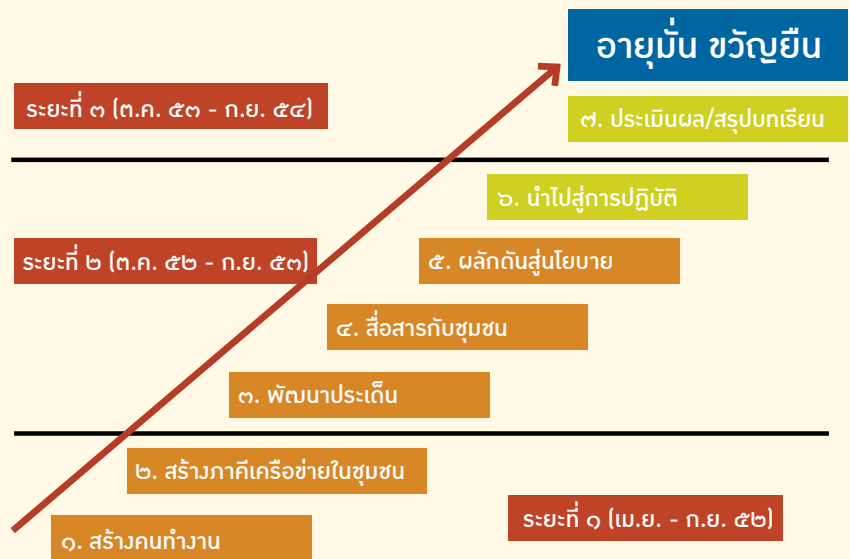 อายุมั่น ขวัญยืน
ระยะที่ ๓ (ต.ค. ๕๓ - ก.ย. ๕๔)
๗. ประเมินผล/สรุปบทเรียน
๖. นำไปสู่การปฏิบัติ
ระยะที่ ๒ (ต.ค. ๕๒ - ก.ย. ๕๓)
๕. ผลักดันสู่นโยบาย
๔. สื่อสารกับชุมชน
๓. พัฒนาประเด็น
๒. สร้างภาคีเครือข่ายในชุมชน
ระยะที่ ๑ (เม.ย. - ก.ย. ๕๒)
๑. สร้างคนทำงาน